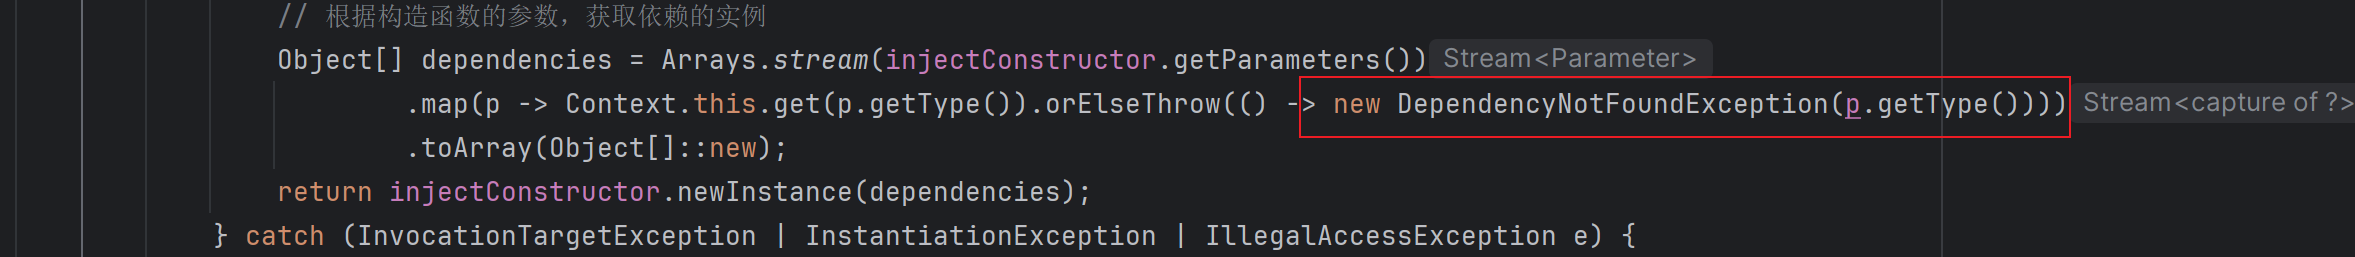 // 根据构造函数的参数，获取依赖的实例
Object[] dependencies = Arrays.stream(injectConstructor.getParameters()) Stream<Parameter>
.map(p -> Context.this.get(p.getType()).orElseThrow(() -> new DependencyNotFoundException(p.getType()))) Stream<capture of ?>
.toArray(Object[]::new);
return injectConstructor.newInstance(dependencies);
} catch (InvocationTargetException | InstantiationException | IllegalAccessException e) {